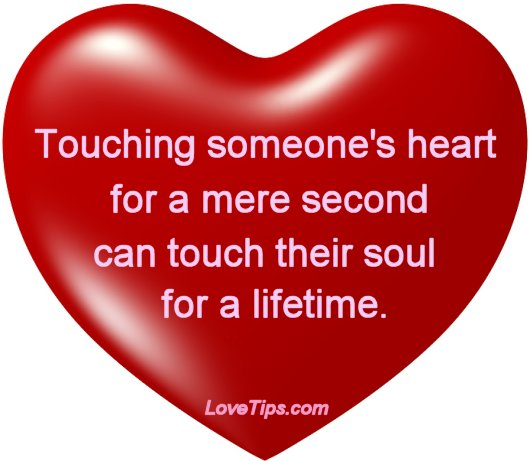 Touching someone's heart
for a mere second
can touch their soul
for a lifetime.
LoveTips.com